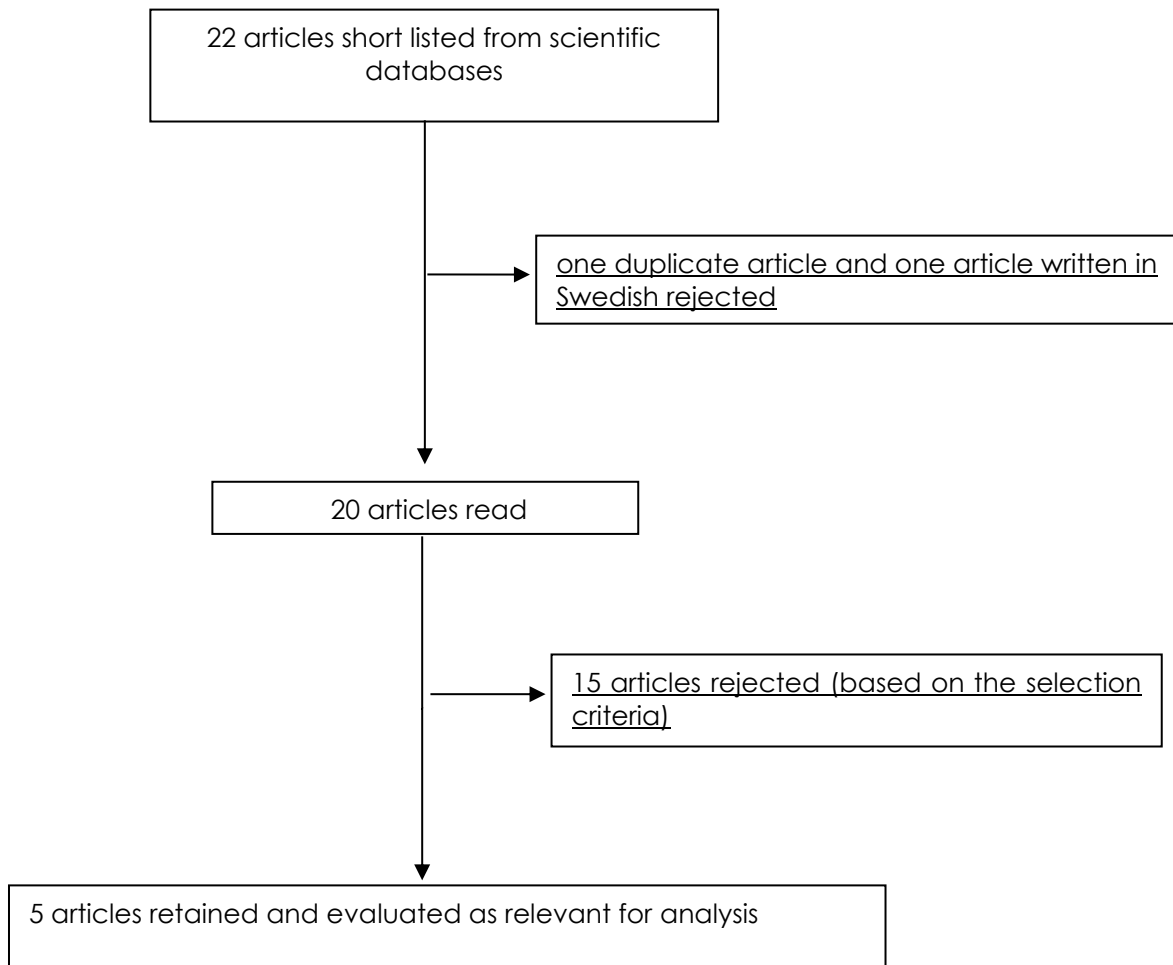 22 articles short listed from scientific
databases
one duplicate article and one article written in
Swedish rejected
20 articles read
15 articles rejected (based on the selection
criteria)
5 articles retained and evaluated as relevant for analysis